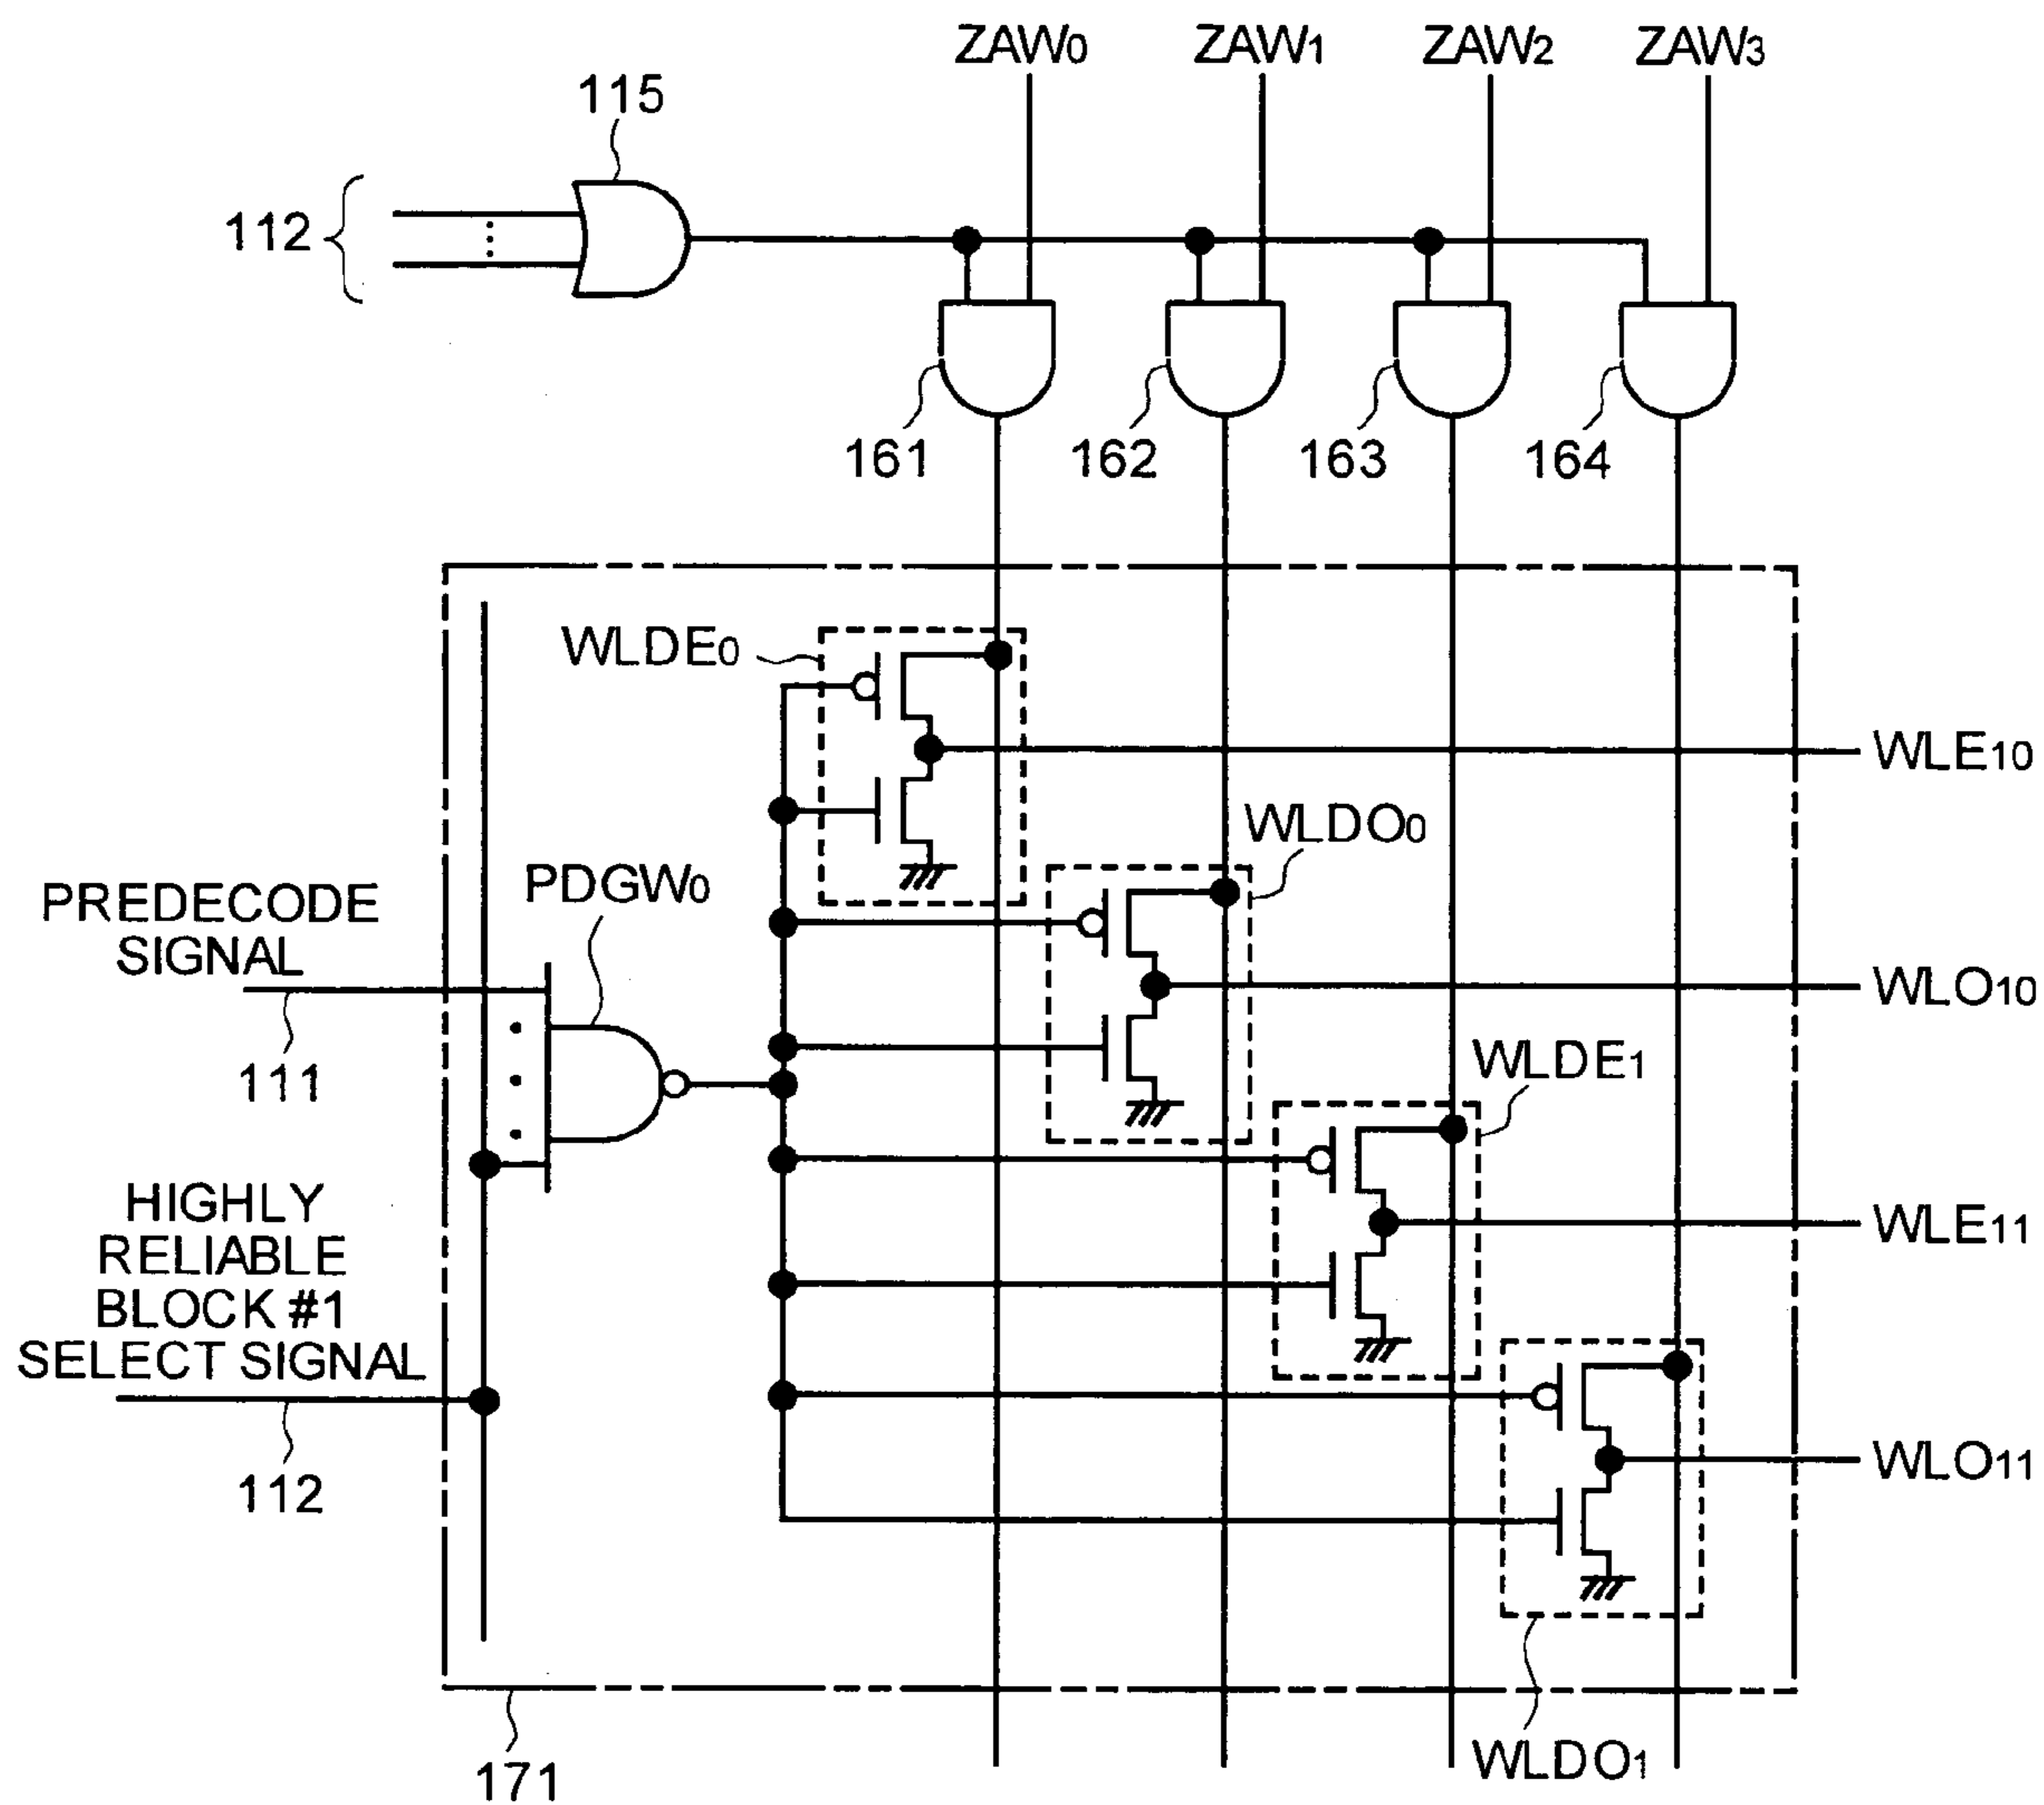 ZAW0 ZAW1 ZAW2 ZAW3
115
112
161 162 163 164
WLDE0
WLE10
WLDO0
PDGW0
PREDECODE
SIGNAL
WLO10
111
WLDE1
HIGHLY
RELIABLE
BLOCK #1
SELECT SIGNAL
WLE11
112
WLO11
171
WLDO1